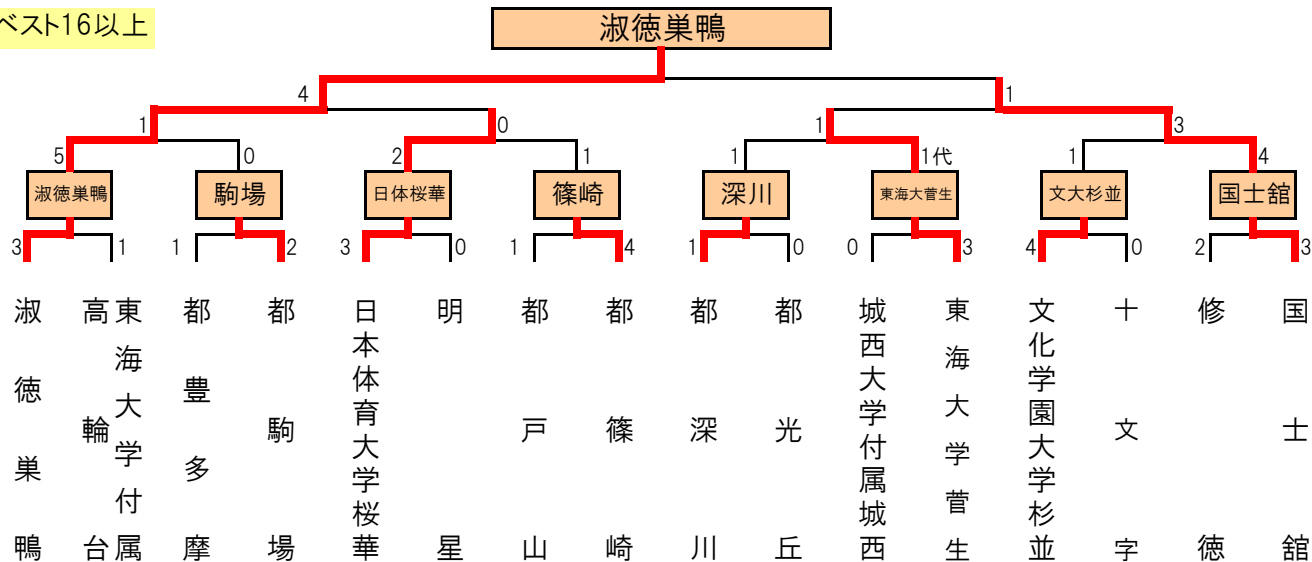 ベスト16以上
淑徳巣鴨
4
1
1
0
1
3
5
0
2
1
1
1代
1
4
淑徳巣鴨
駒場
日体桜華
篠崎
深川
東海大菅生
文大杉並
国士舘
3
1
1
2
3
0
1
4
1
0
0
3
4
0
2
3
淑徳巣鴨
東海大学付属
高輪台
都豊多摩
都駒場
日本体育大学桜華
明星
都戸山
都篠崎
都深川
都光丘
城西大学付属城西
東海大学菅生
文化学園大学杉並
十文字
修徳
国士舘